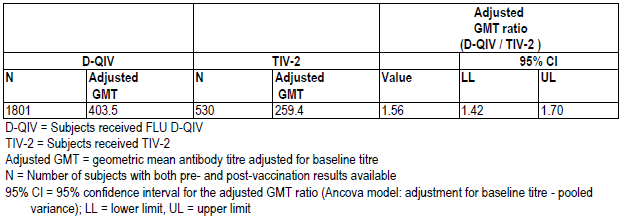 Adjusted
GMT ratio
(D-QIV / TIV-2 )
D-QIV TIV-2 95% CI
N Adjusted GMT N Adjusted GMT Value LL UL
1801 403.5 530 259.4 1.56 1.42 1.70
D-QIV = Subjects received FLU D-QIV
TIV-2 = Subjects received TIV-2
Adjusted GMT = geometric mean antibody titre adjusted for baseline titre
N = Number of subjects with both pre- and post-vaccination results available
95% CI = 95% confidence interval for the adjusted GMT ratio (Ancova model: adjustment for baseline titre - pooled
variance); LL = lower limit, UL = upper limit